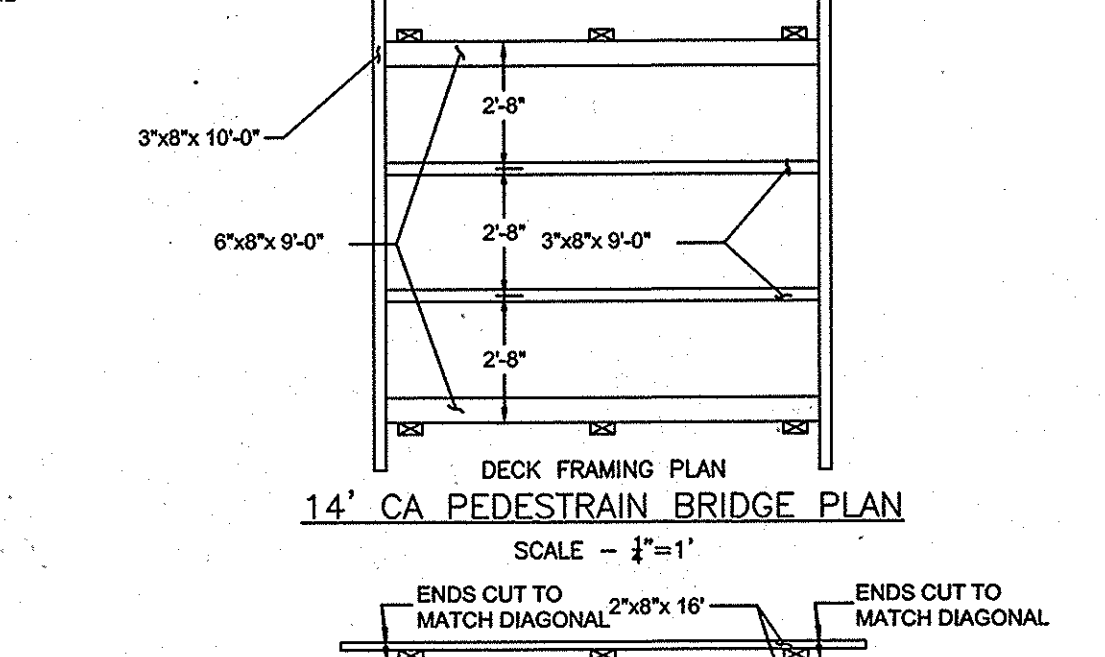 2'-8"
3"x8"x 10'-0"
6"x8"x 9'-0"
2'-8"
3"x8"x 9'-0"
2'-8"
DECK FRAMING PLAN
14' CA PEDESTRAIN BRIDGE PLAN
SCALE - ¼"=1'
ENDS CUT TO
MATCH DIAGONAL
2"x8"x 16'
ENDS CUT TO
MATCH DIAGONAL